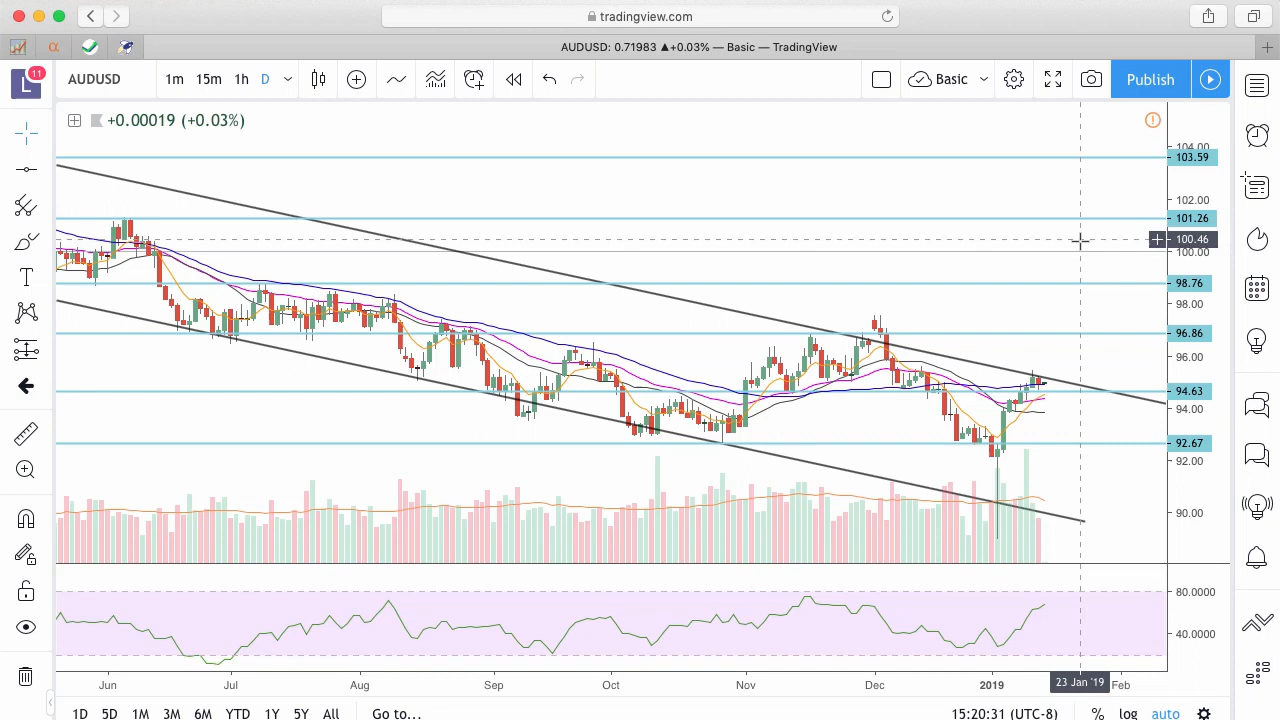 tradingview.com
α
AUDUSD: 0.71983 ▲+0.03% — Basic — TradingView
L 11
AUDUSD 1m 15m 1h D Basic Publish
+0.00019 (+0.03%)
104.00
103.59
102.00
101.26
100.46
100.00
98.76
98.00
96.86
96.00
94.63
94.00
92.67
92.00
90.00
80.0000
40.0000
T
Jun Jul Aug Sep Oct Nov Dec 2019 23 Jan '19 Feb
1D 5D 1M 3M 6M YTD 1Y 5Y All Go to... 15:20:31 (UTC-8) % log auto